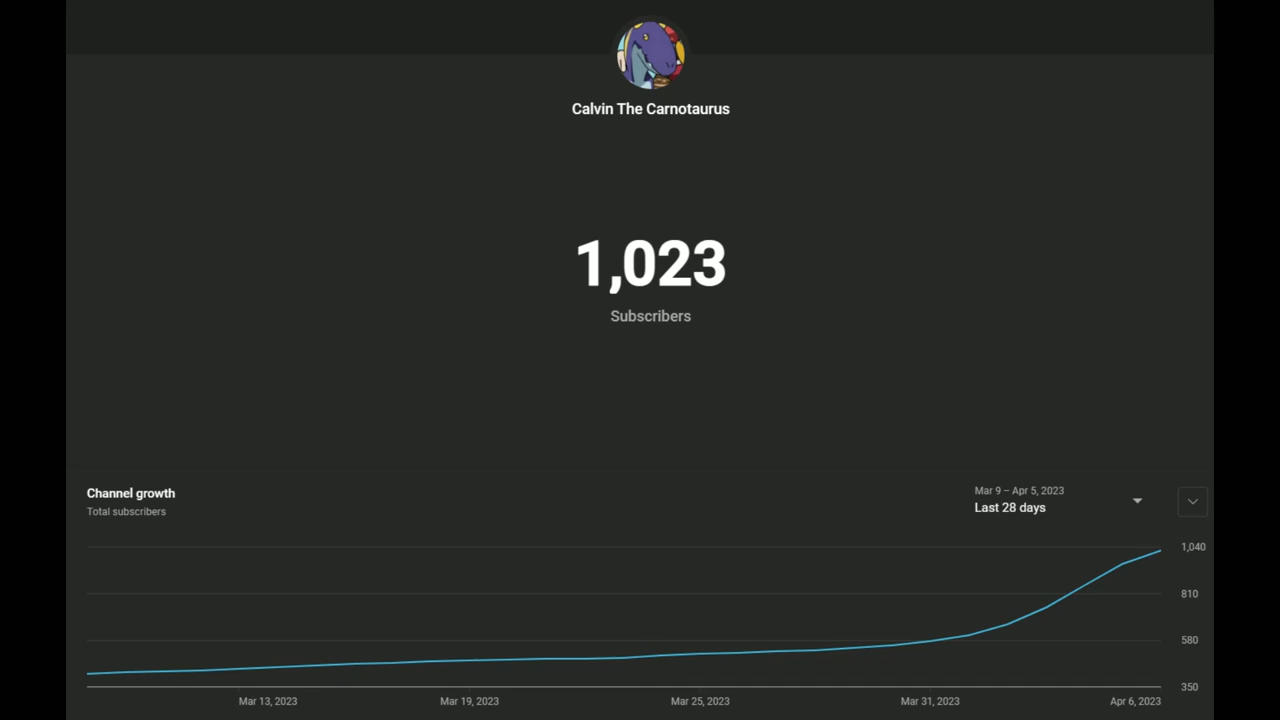 Calvin The Carnotaurus
1,023
Subscribers
Channel growth
Total subscribers
Mar 9 – Apr 5, 2023
Last 28 days
1,040
810
580
350
Mar 13, 2023
Mar 19, 2023
Mar 25, 2023
Mar 31, 2023
Apr 6, 2023